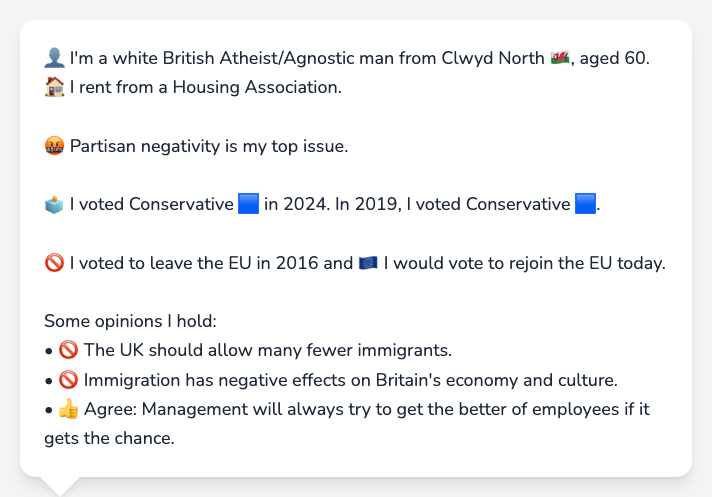 👤 I'm a white British Atheist/Agnostic man from Clwyd North 🏴󠁧󠁢󠁷󠁬󠁳󠁿, aged 60.
🏠 I rent from a Housing Association.
🤬 Partisan negativity is my top issue.
🗳️ I voted Conservative 🟦 in 2024. In 2019, I voted Conservative 🟦.
🚫 I voted to leave the EU in 2016 and 🇪🇺 I would vote to rejoin the EU today.
Some opinions I hold:
• 🚫 The UK should allow many fewer immigrants.
• 🚫 Immigration has negative effects on Britain's economy and culture.
• 👍 Agree: Management will always try to get the better of employees if it
gets the chance.